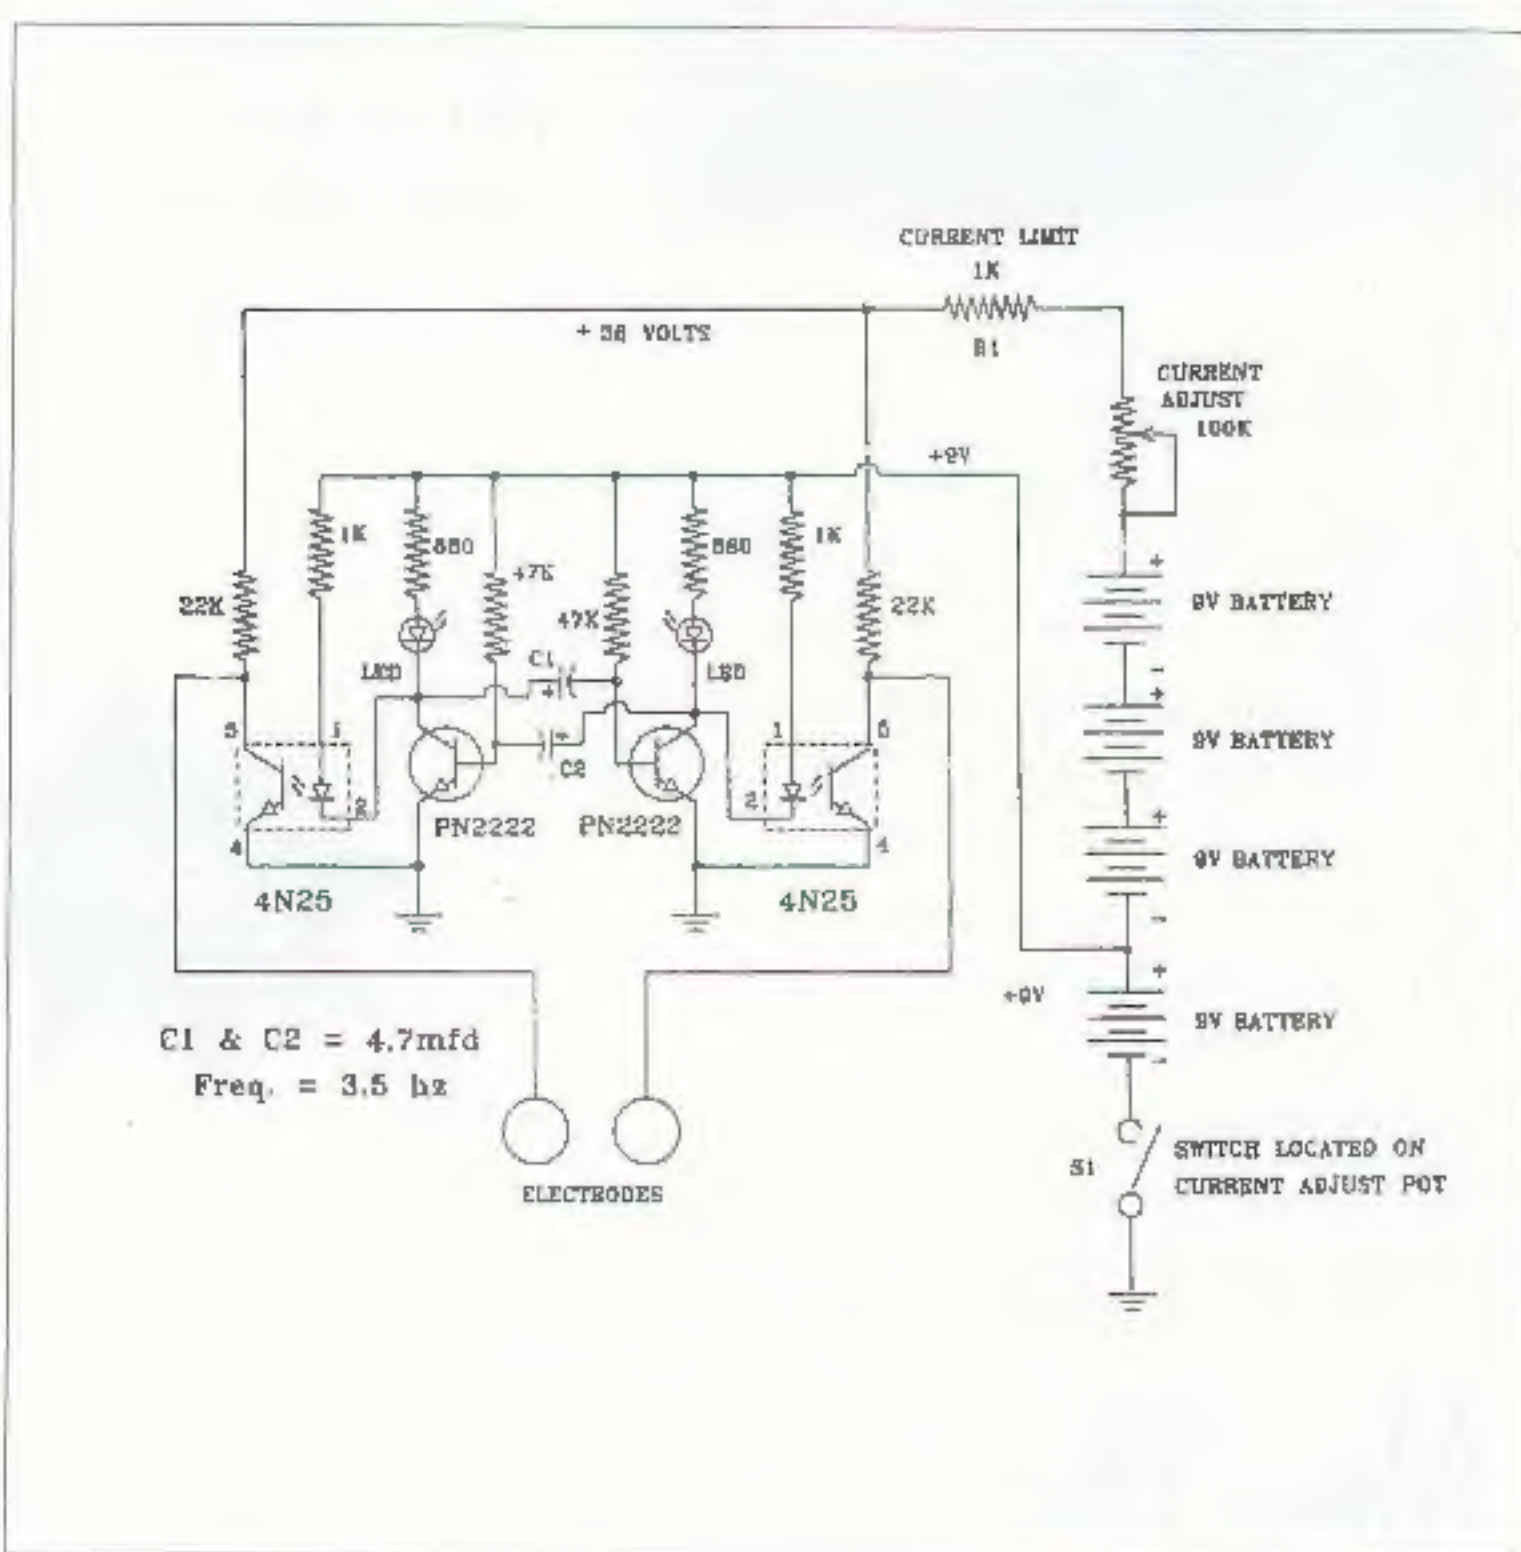 CURRENT LIMIT
1K
R1
+ 36 VOLTS
CURRENT
ADJUST
100K
+9V
1K
680
47K
47K
680
1K
22K
22K
LED
C1
+
LED
C2
+
5
1
2
4
1
5
2
4
PN2222
PN2222
4N25
4N25
+
9V BATTERY
-
+
9V BATTERY
+
9V BATTERY
-
+
+9V
9V BATTERY
-
C1 & C2 = 4.7mfd
Freq. = 3.5 hz
ELECTRODES
S1
SWITCH LOCATED ON
CURRENT ADJUST POT